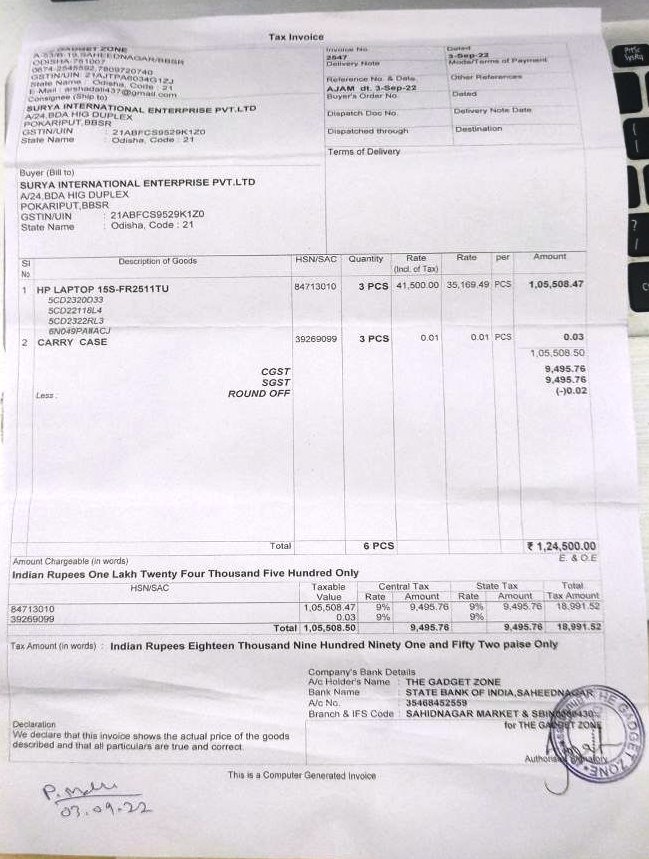 Tax Invoice
GADGET ZONE
A-53/B-19, SAHEEDNAGAR/BBSR
ODISHA-751007
0674-2545592,7809720740
GSTIN/UIN: 21AJTPA6034G1ZJ
State Name : Odisha, Code : 21
E-Mail : arshadali437@gmail.com
Consignee (Ship to)
SURYA INTERNATIONAL ENTERPRISE PVT.LTD
A/24,BDA HIG DUPLEX
POKARIPUT,BBSR
GSTIN/UIN : 21ABFCS9529K1Z0
State Name : Odisha, Code : 21
Invoice No. Dated
2547 3-Sep-22
Delivery Note Mode/Terms of Payment
Reference No. & Date. Other References
AJAM dt. 3-Sep-22
Buyer's Order No. Dated
Dispatch Doc No. Delivery Note Date
Dispatched through Destination
Terms of Delivery
Buyer (Bill to)
SURYA INTERNATIONAL ENTERPRISE PVT.LTD
A/24,BDA HIG DUPLEX
POKARIPUT,BBSR
GSTIN/UIN : 21ABFCS9529K1Z0
State Name : Odisha, Code : 21
Sl No. Description of Goods HSN/SAC Quantity Rate (Incl. of Tax) Rate per Amount
1 HP LAPTOP 15S-FR2511TU 84713010 3 PCS 41,500.00 35,169.49 PCS 1,05,508.47
5CD2320D33
5CD22118L4
5CD2322RL3
6N049PA#ACJ
2 CARRY CASE 39269099 3 PCS 0.01 0.01 PCS 0.03
1,05,508.50
CGST 9,495.76
SGST 9,495.76
Less : ROUND OFF (-)0.02
Total 6 PCS ₹ 1,24,500.00
Amount Chargeable (in words) E. & O.E
Indian Rupees One Lakh Twenty Four Thousand Five Hundred Only
HSN/SAC Taxable Value Central Tax State Tax Total Tax Amount
Rate Amount Rate Amount
84713010 1,05,508.47 9% 9,495.76 9% 9,495.76 18,991.52
39269099 0.03 9% 9%
Total 1,05,508.50 9,495.76 9,495.76 18,991.52
Tax Amount (in words) : Indian Rupees Eighteen Thousand Nine Hundred Ninety One and Fifty Two paise Only
Company's Bank Details
A/c Holder's Name : THE GADGET ZONE
Bank Name : STATE BANK OF INDIA,SAHEEDNAGAR
A/c No. : 35468452559
Branch & IFS Code : SAHIDNAGAR MARKET &
for THE GADGET ZONE
Declaration
We declare that this invoice shows the actual price of the goods
described and that all particulars are true and correct.
Authorised Signatory
THE GADGET ZONE
This is a Computer Generated Invoice
03.09.22
PrtSc
SysRq